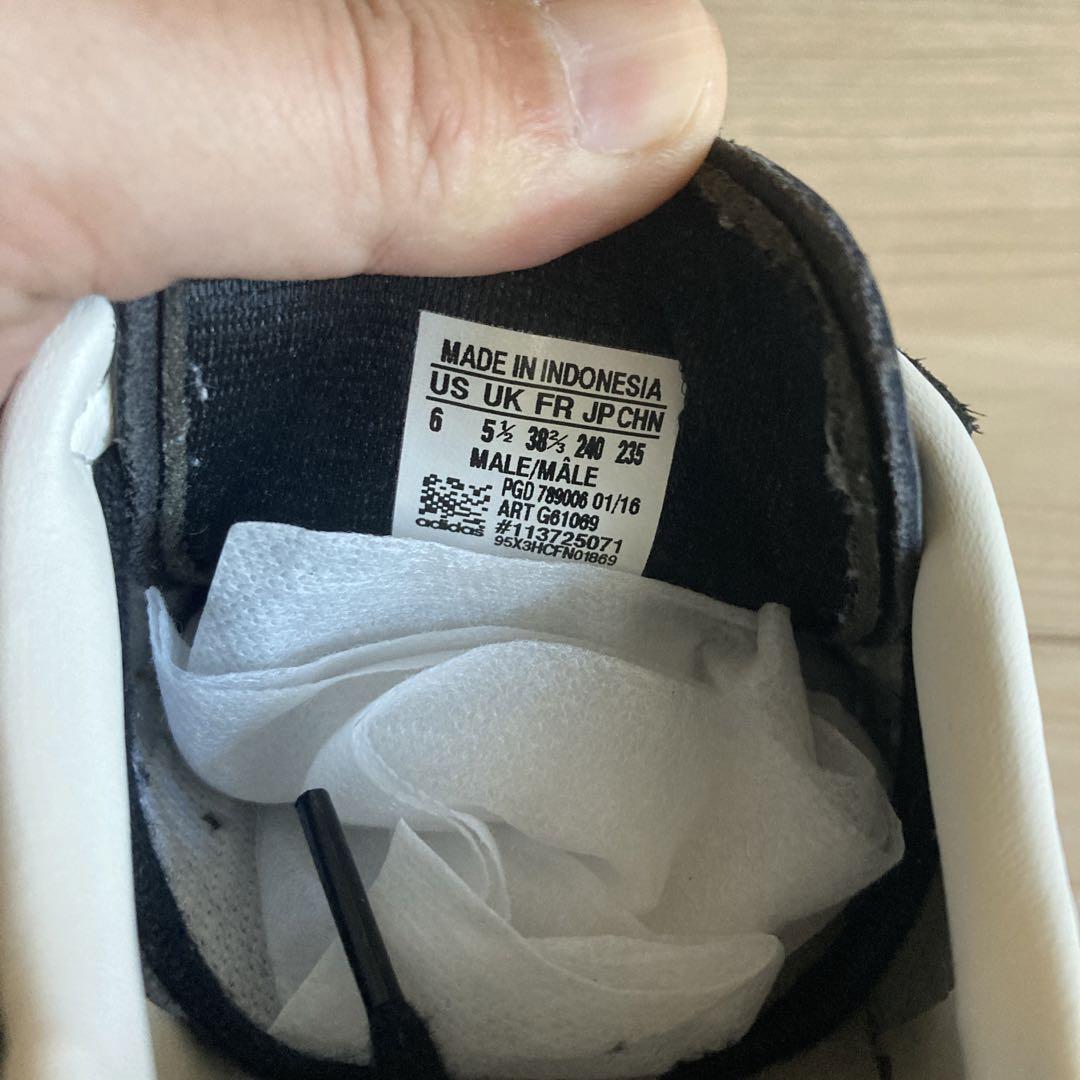 MADE IN INDONESIA
US UK FR JP CHN
6 5½ 38⅔ 240 235
MALE/MÂLE
PGD 789006 01/16
ART G61069
#113725071
95X3HCFN01869
adidas